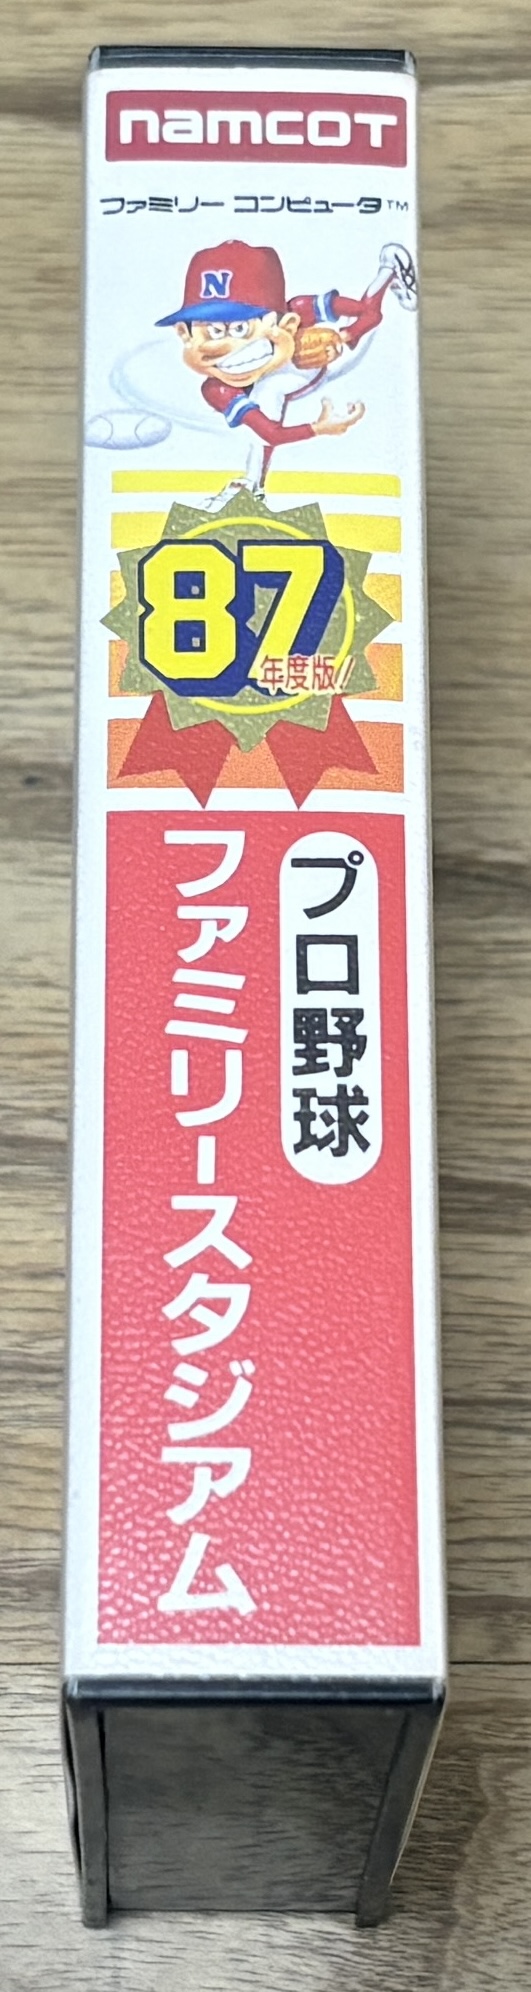 namcot
ファミリー コンピュータ™
N
87
年度版!!
プロ野球
ファミリースタジアム